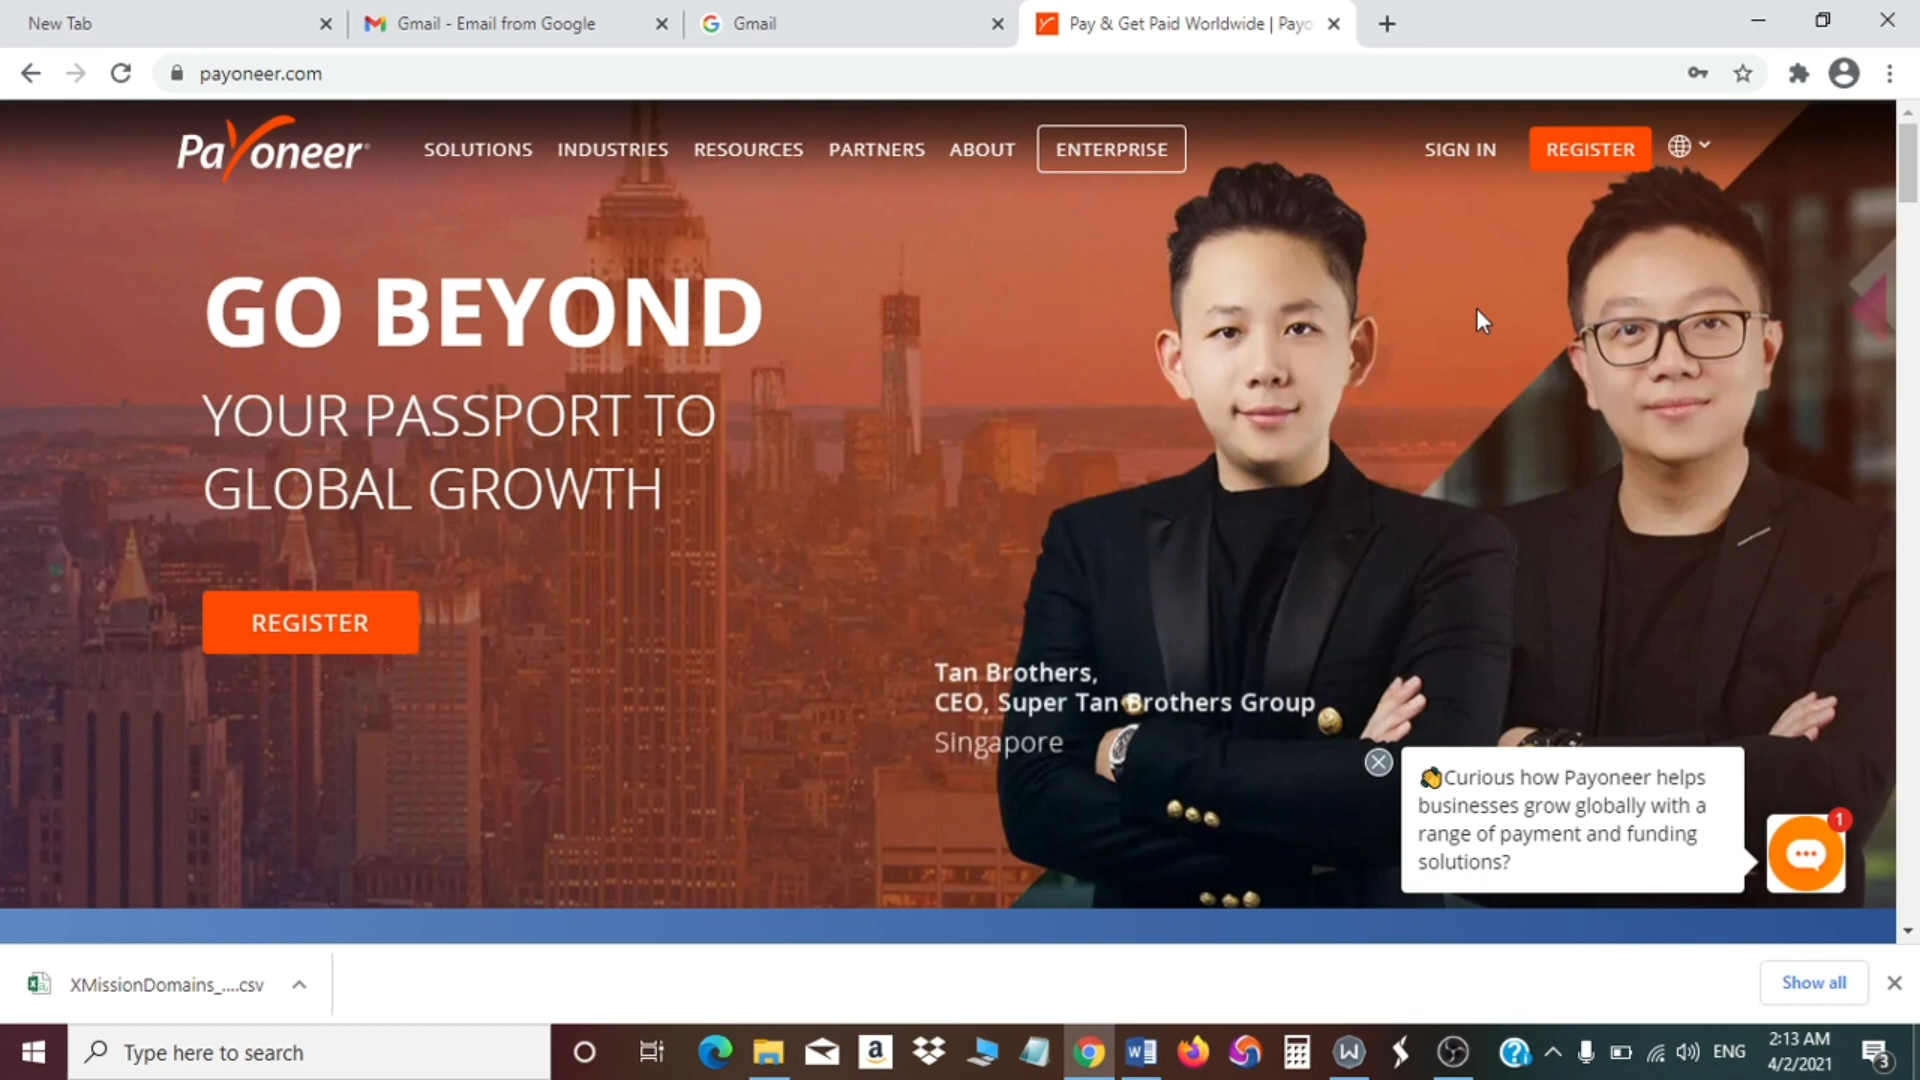 New Tab
Gmail - Email from Google
Gmail
Pay & Get Paid Worldwide | Payo
payoneer.com
Payoneer
SOLUTIONS
INDUSTRIES
RESOURCES
PARTNERS
ABOUT
ENTERPRISE
SIGN IN
REGISTER
GO BEYOND
YOUR PASSPORT TO
GLOBAL GROWTH
REGISTER
Tan Brothers,
CEO, Super Tan Brothers Group
Singapore
👏Curious how Payoneer helps
businesses grow globally with a
range of payment and funding
solutions?
1
XMissionDomains_....csv
Show all
Type here to search
ENG
2:13 AM
4/2/2021
3